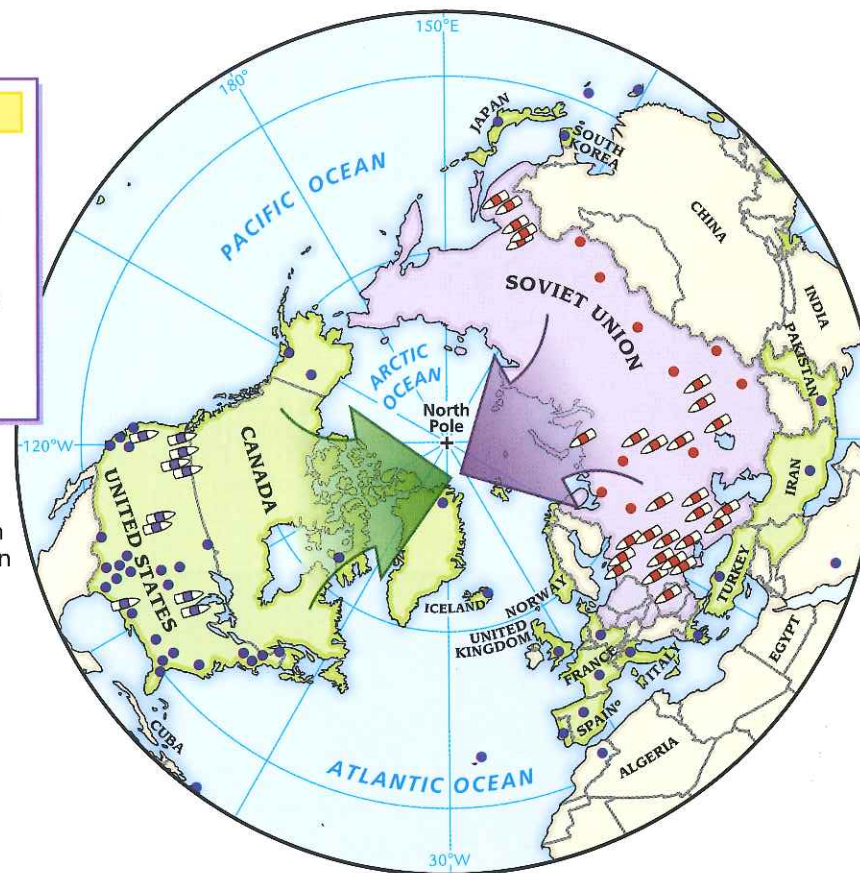 150°E
180°
JAPAN
SOUTH
KOREA
PACIFIC OCEAN
CHINA
SOVIET UNION
INDIA
PAKISTAN
ARCTIC
OCEAN
North
Pole
120°W
CANADA
UNITED STATES
IRAN
n
n
TURKEY
ICELAND
NORWAY
UNITED
KINGDOM
FRANCE
ITALY
EGYPT
SPAIN
CUBA
ALGERIA
ATLANTIC OCEAN
30°W